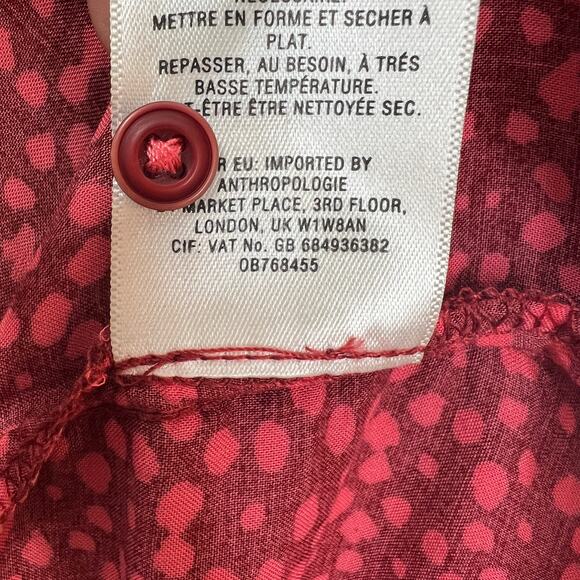 NÉCESSAIRE.
METTRE EN FORME ET SECHER À
PLAT.
REPASSER, AU BESOIN, À TRÉS
BASSE TEMPÉRATURE.
T-ÊTRE ÊTRE NETTOYÉE SEC.
R EU: IMPORTED BY
ANTHROPOLOGIE
MARKET PLACE, 3RD FLOOR,
LONDON, UK W1W8AN
CIF: VAT No. GB 684936382
OB768455